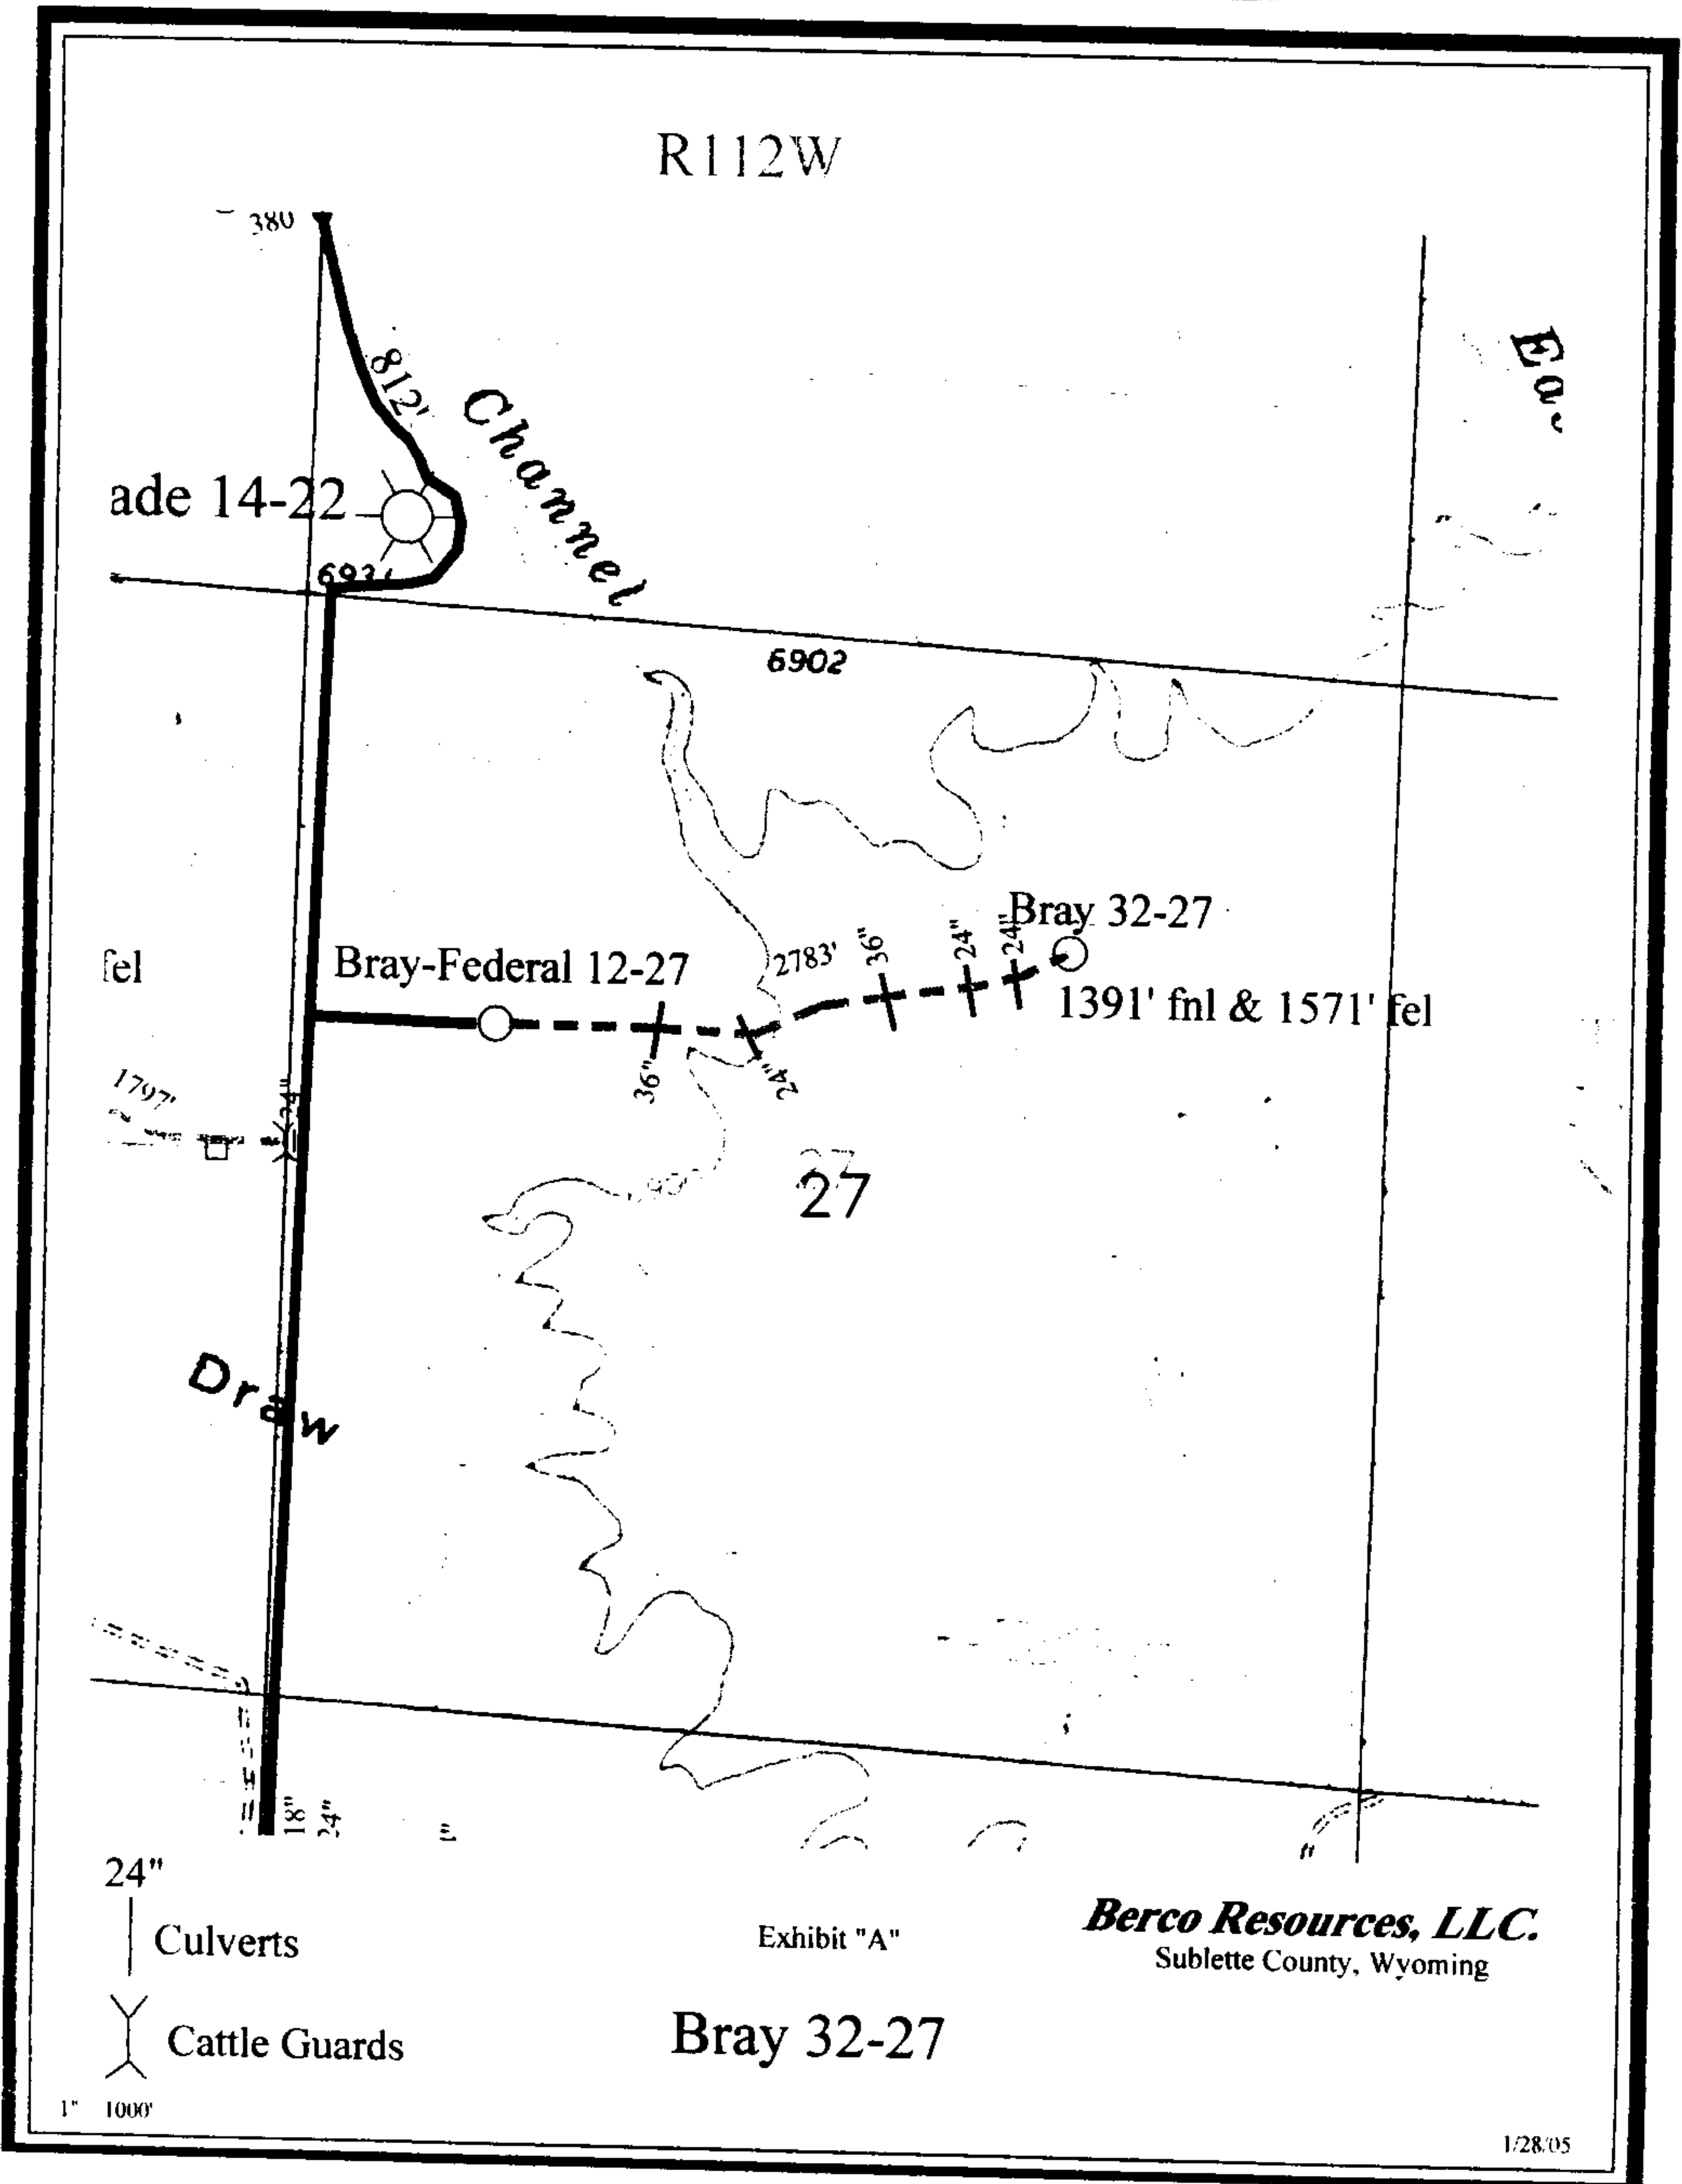 R112W
380
812'
Channel
Ea
ade 14-22
693
6902
Bray 32-27
fel
Bray-Federal 12-27
2783'
36"
24"
24"
1391' fnl & 1571' fel
36"
24"
1797'
24"
27
Draw
18"
24"
24"
Culverts
Exhibit "A"
Berco Resources, LLC.
Sublette County, Wyoming
Cattle Guards
Bray 32-27
1" 1000'
1/28/05